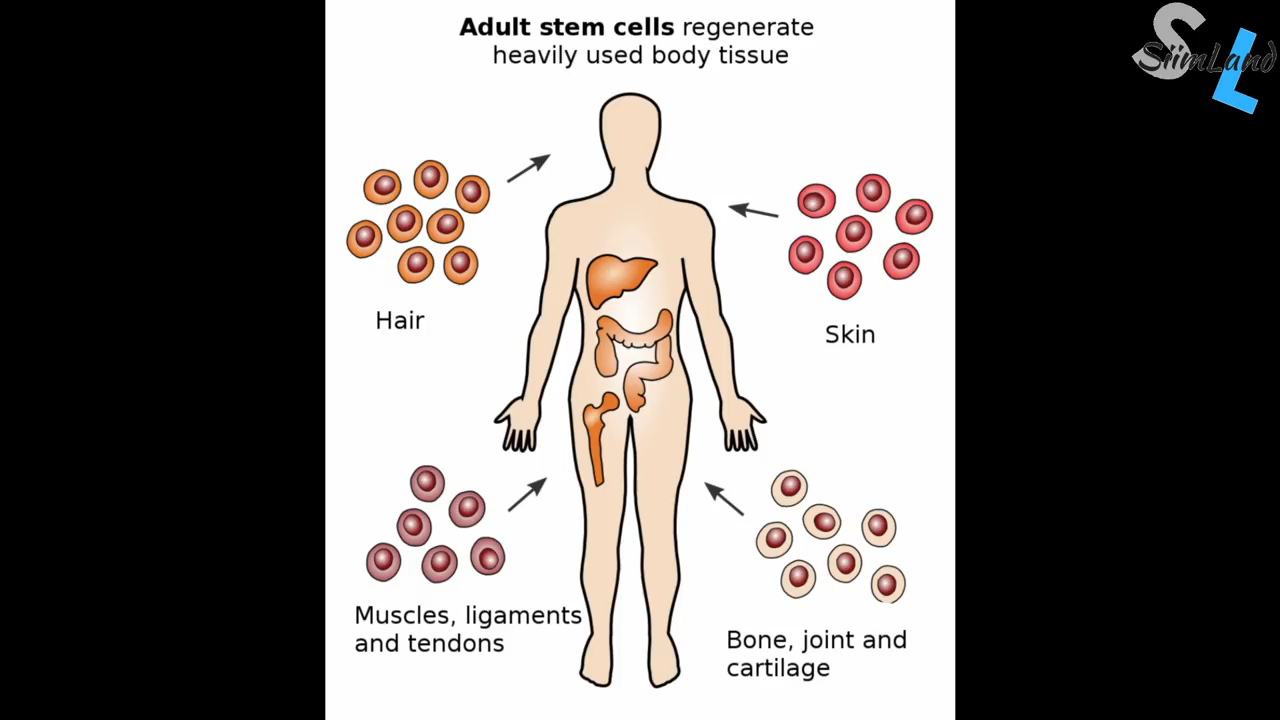 Adult stem cells regenerate
heavily used body tissue
SiimLand
Hair
Skin
Muscles, ligaments
and tendons
Bone, joint and
cartilage